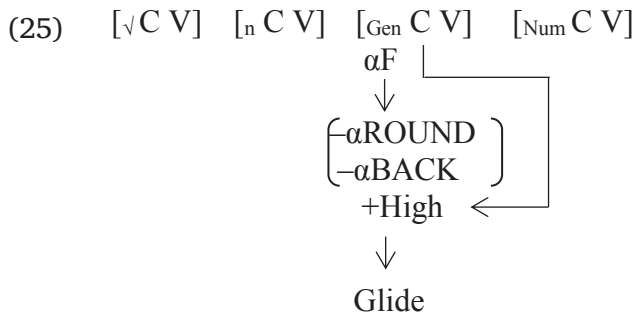 (25) [√ C V] [n C V] [Gen C V] [Num C V]
αF
–αROUND
–αBACK
+High
Glide